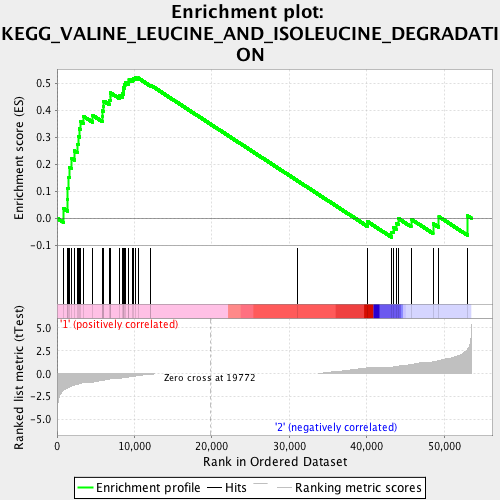 Enrichment plot:
KEGG_VALINE_LEUCINE_AND_ISOLEUCINE_DEGRADATI
ON
Enrichment score (ES)
0.5
0.4
0.3
0.2
0.1
0.0
-0.1
'1' (positively correlated)
Ranked list metric (tTest)
5.0
2.5
0.0
-2.5
-5.0
Zero cross at 19772
'2' (negatively correlated)
0
10,000
20,000
30,000
40,000
50,000
Rank in Ordered Dataset
Enrichment profile
Hits
Ranking metric scores